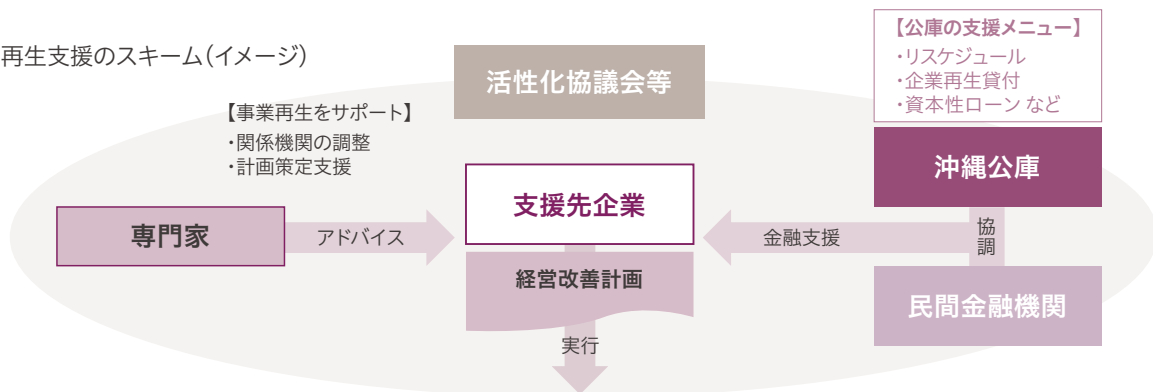 再生支援のスキーム（イメージ）
【公庫の支援メニュー】
・リスケジュール
・企業再生貸付
・資本性ローン など
活性化協議会等
【事業再生をサポート】
・関係機関の調整
・計画策定支援
沖縄公庫
支援先企業
専門家
アドバイス
金融支援
協調
経営改善計画
民間金融機関
実行